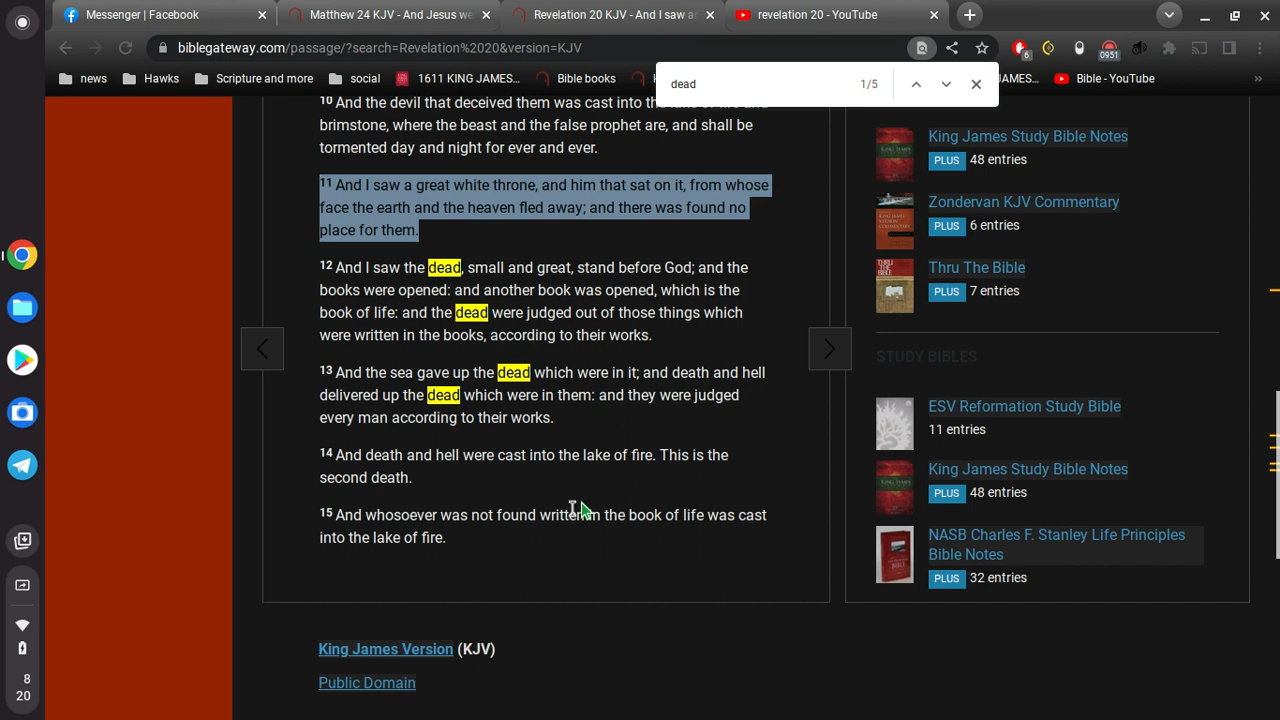 Messenger | Facebook
Matthew 24 KJV - And Jesus we
Revelation 20 KJV - And I saw an
revelation 20 - YouTube
biblegateway.com/passage/?search=Revelation%2020&version=KJV
6
0951
news
Hawks
Scripture and more
social
1611 KING JAMES...
Bible books
JAMES...
Bible - YouTube
»
dead
1/5
10 And the devil that deceived them was cast into the lake of fire and
brimstone, where the beast and the false prophet are, and shall be
tormented day and night for ever and ever.
11 And I saw a great white throne, and him that sat on it, from whose
face the earth and the heaven fled away; and there was found no
place for them.
12 And I saw the dead, small and great, stand before God; and the
books were opened: and another book was opened, which is the
book of life: and the dead were judged out of those things which
were written in the books, according to their works.
13 And the sea gave up the dead which were in it; and death and hell
delivered up the dead which were in them: and they were judged
every man according to their works.
14 And death and hell were cast into the lake of fire. This is the
second death.
15 And whosoever was not found written in the book of life was cast
into the lake of fire.
King James Version (KJV)
Public Domain
King James Study Bible Notes
PLUS 48 entries
Zondervan KJV Commentary
PLUS 6 entries
Thru The Bible
PLUS 7 entries
STUDY BIBLES
ESV Reformation Study Bible
11 entries
King James Study Bible Notes
PLUS 48 entries
NASB Charles F. Stanley Life Principles
Bible Notes
PLUS 32 entries
8
20